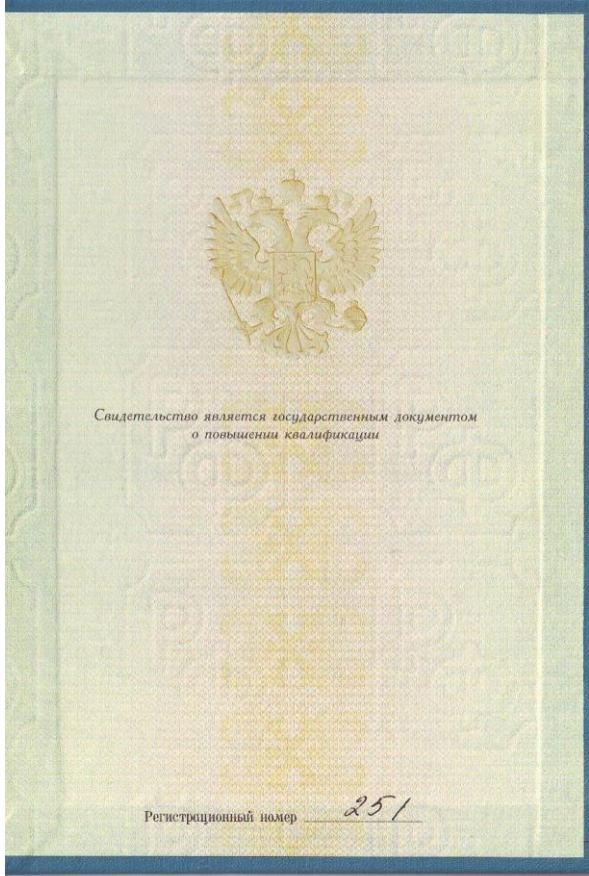 Свидетельство является государственным документом
о повышении квалификации
Регистрационный номер 251